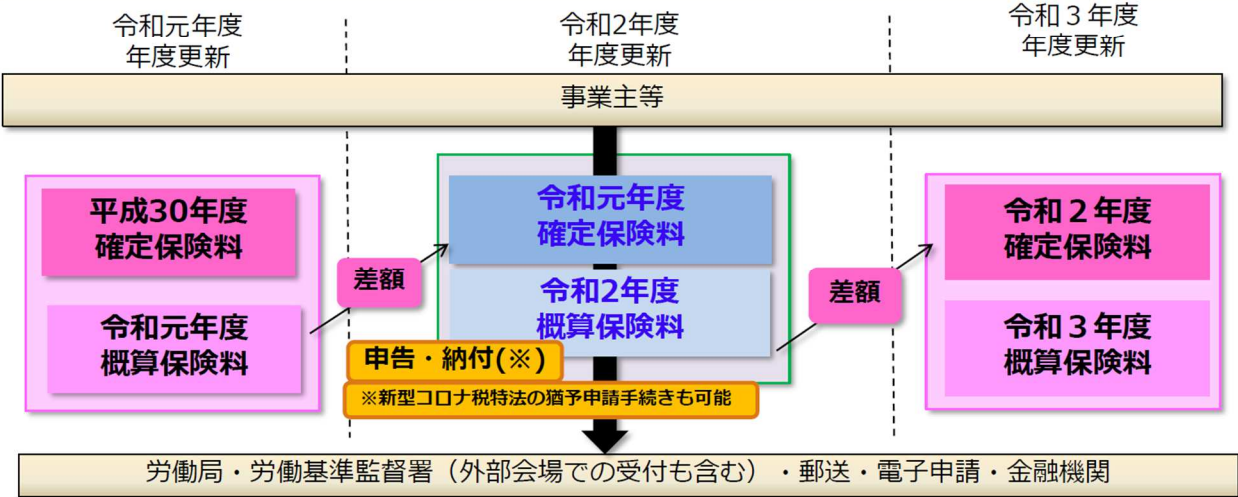 令和元年度
年度更新
令和2年度
年度更新
令和３年度
年度更新
事業主等
平成30年度
確定保険料
令和元年度
概算保険料
差額
令和元年度
確定保険料
令和2年度
概算保険料
申告・納付(※)
※新型コロナ税特法の猶予申請手続きも可能
差額
令和２年度
確定保険料
令和３年度
概算保険料
労働局・労働基準監督署（外部会場での受付も含む）・郵送・電子申請・金融機関